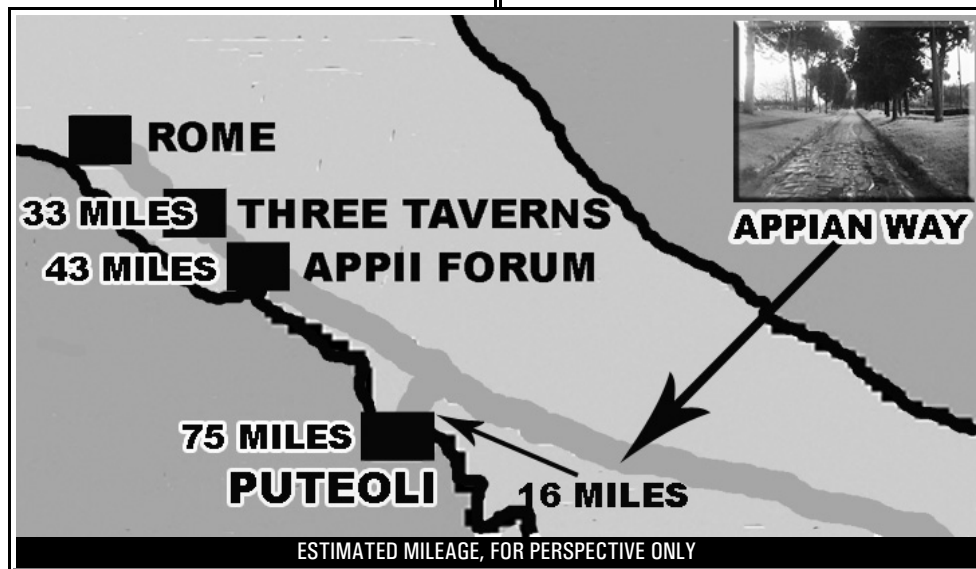 ROME
33 MILES THREE TAVERNS
APPIAN WAY
43 MILES APPII FORUM
75 MILES
PUTEOLI
16 MILES
ESTIMATED MILEAGE, FOR PERSPECTIVE ONLY